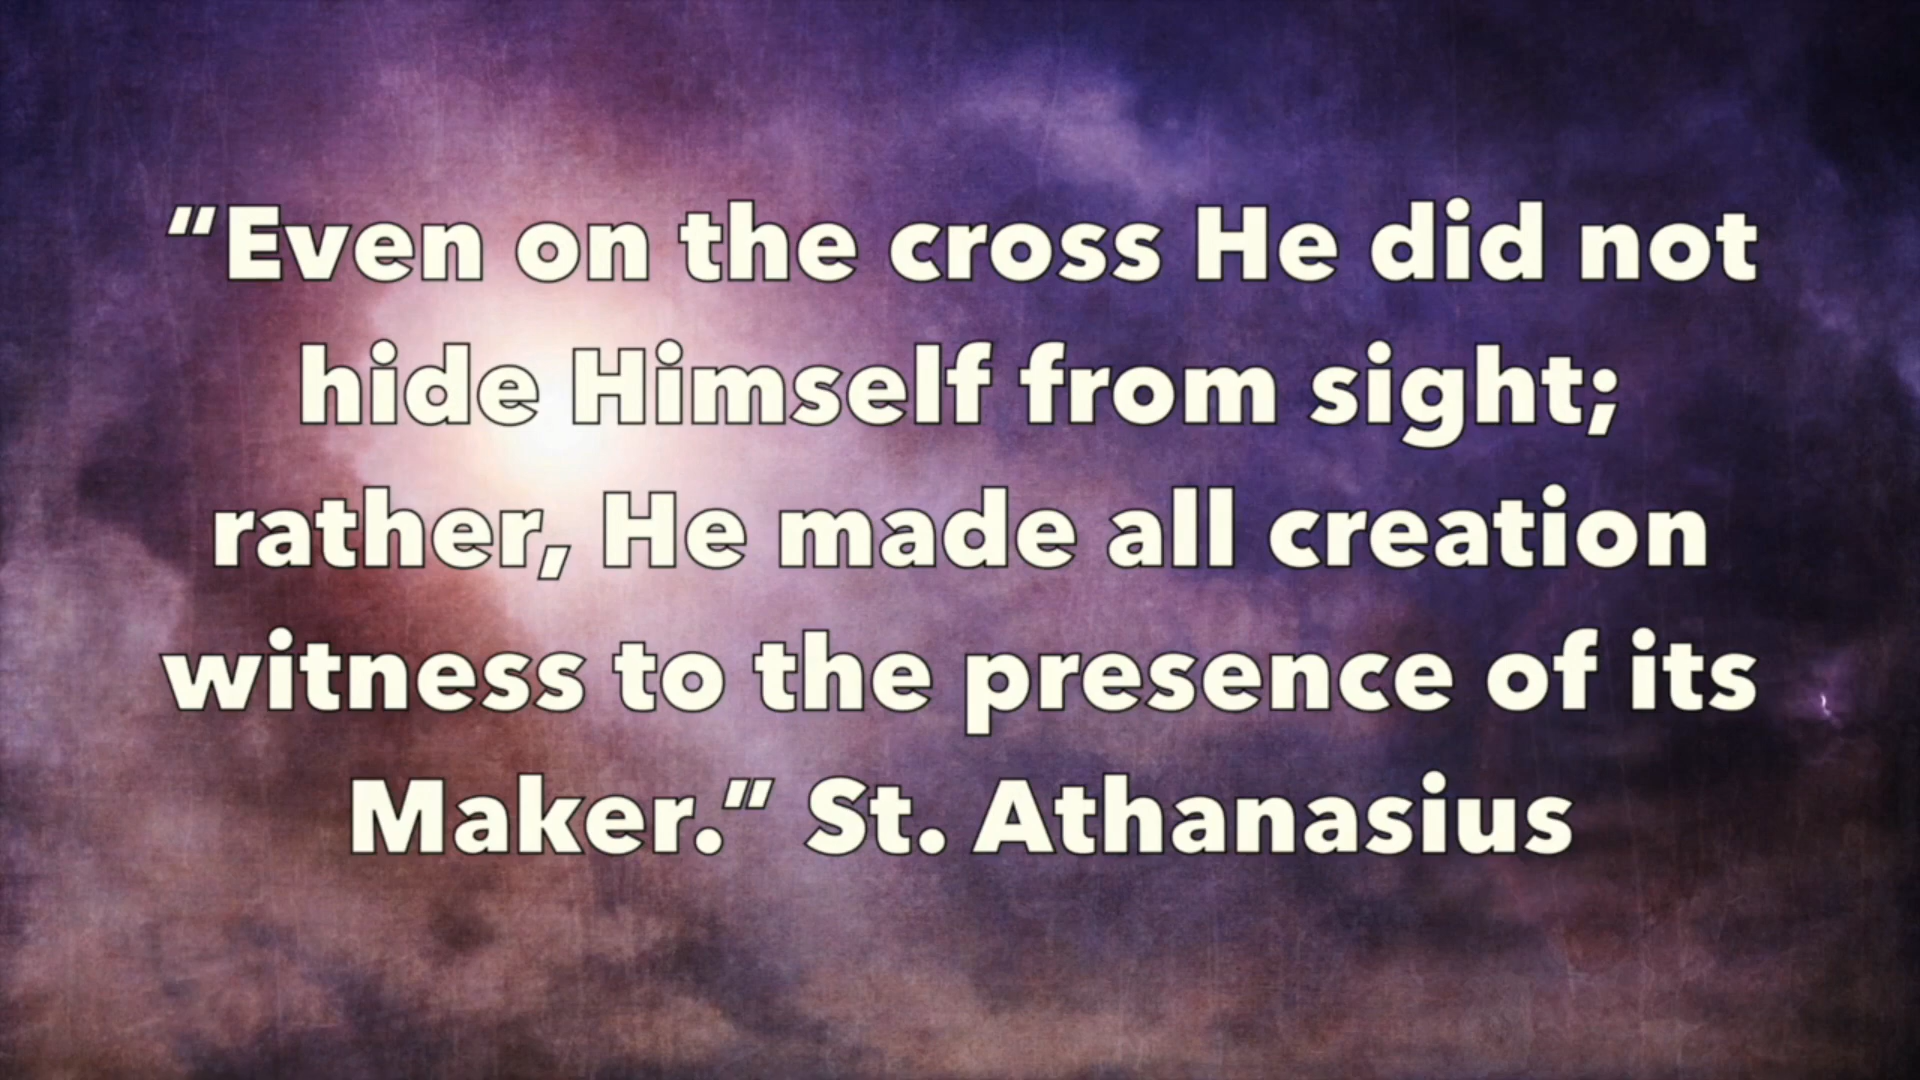 “Even on the cross He did not
hide Himself from sight;
rather, He made all creation
witness to the presence of its
Maker.” St. Athanasius